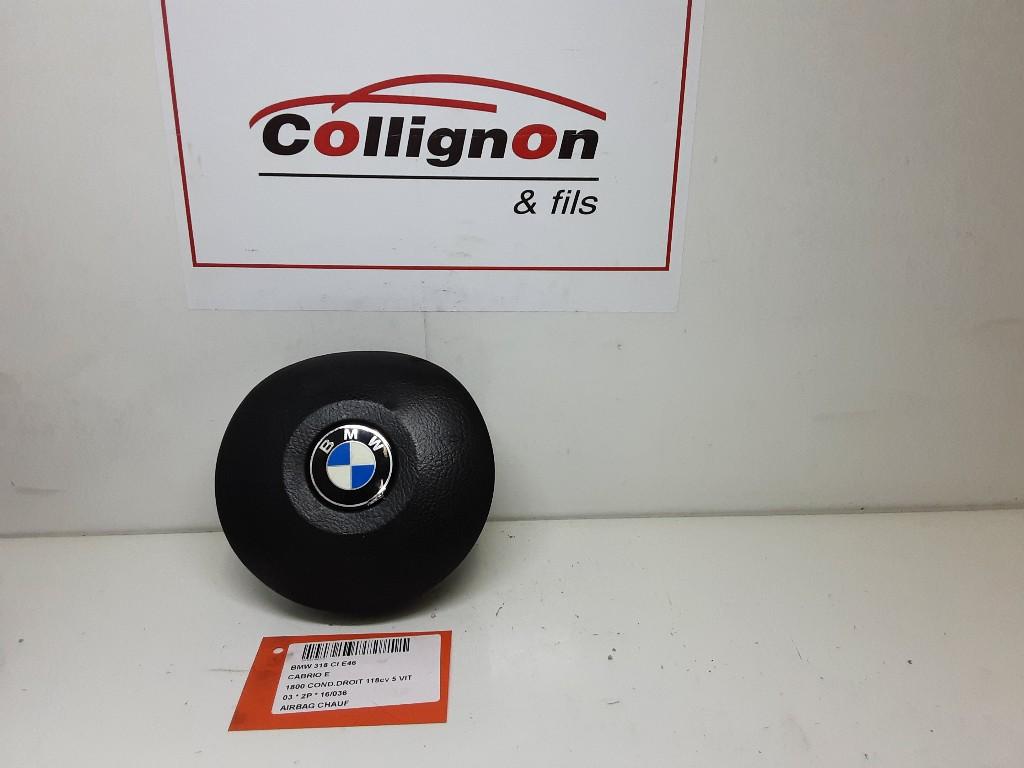 Collignon
& fils
BMW
BMW 318 CI E46
CABRIO E
1800 COND.DROIT 118cv 5 VIT
03 * 2P * 16/036
AIRBAG CHAUF